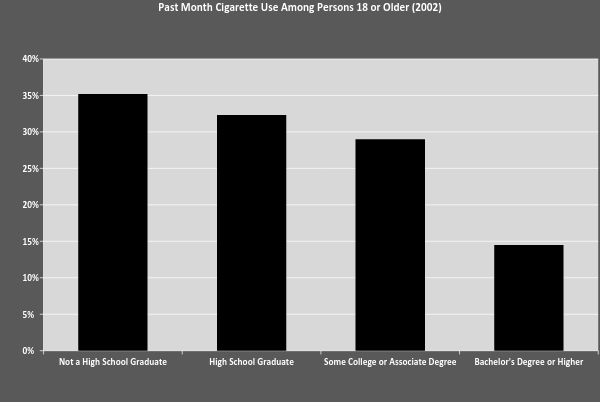 Past Month Cigarette Use Among Persons 18 or Older (2002)
40%
35%
30%
25%
20%
15%
10%
5%
0%
Not a High School Graduate
High School Graduate
Some College or Associate Degree
Bachelor's Degree or Higher